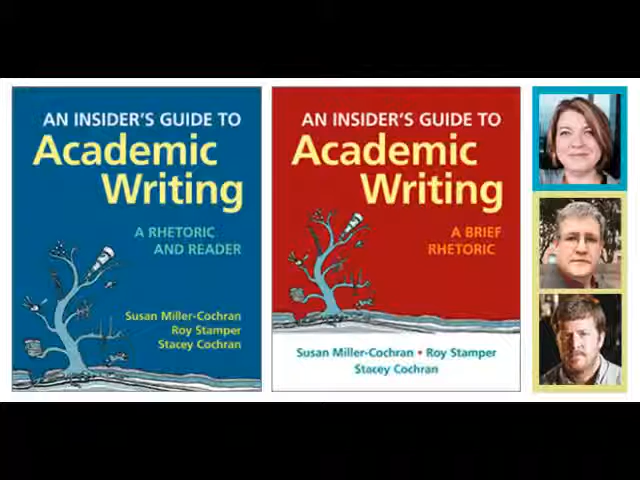 AN INSIDER'S GUIDE TO
Academic
Writing
A RHETORIC
AND READER
Susan Miller-Cochran
Roy Stamper
Stacey Cochran
AN INSIDER'S GUIDE TO
Academic
Writing
A BRIEF
RHETORIC
Susan Miller-Cochran • Roy Stamper
Stacey Cochran